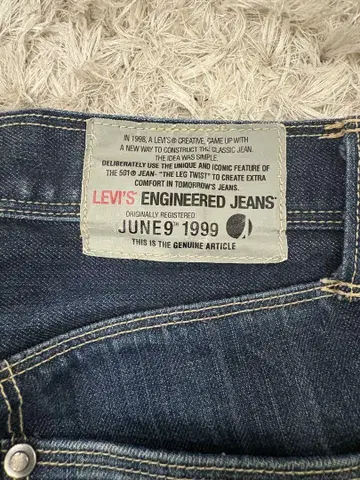 IN 1998, A LEVI'S® CREATIVE, CAME UP WITH
A NEW WAY TO CONSTRUCT THE CLASSIC JEAN.
THE IDEA WAS SIMPLE.
DELIBERATELY USE THE UNIQUE AND ICONIC FEATURE OF
THE 501® JEAN- "THE LEG TWIST" TO CREATE EXTRA
COMFORT IN TOMORROW'S JEANS.
LEVI'S® ENGINEERED JEANS™
ORIGINALLY REGISTERED
JUNE 9TH 1999
THIS IS THE GENUINE ARTICLE